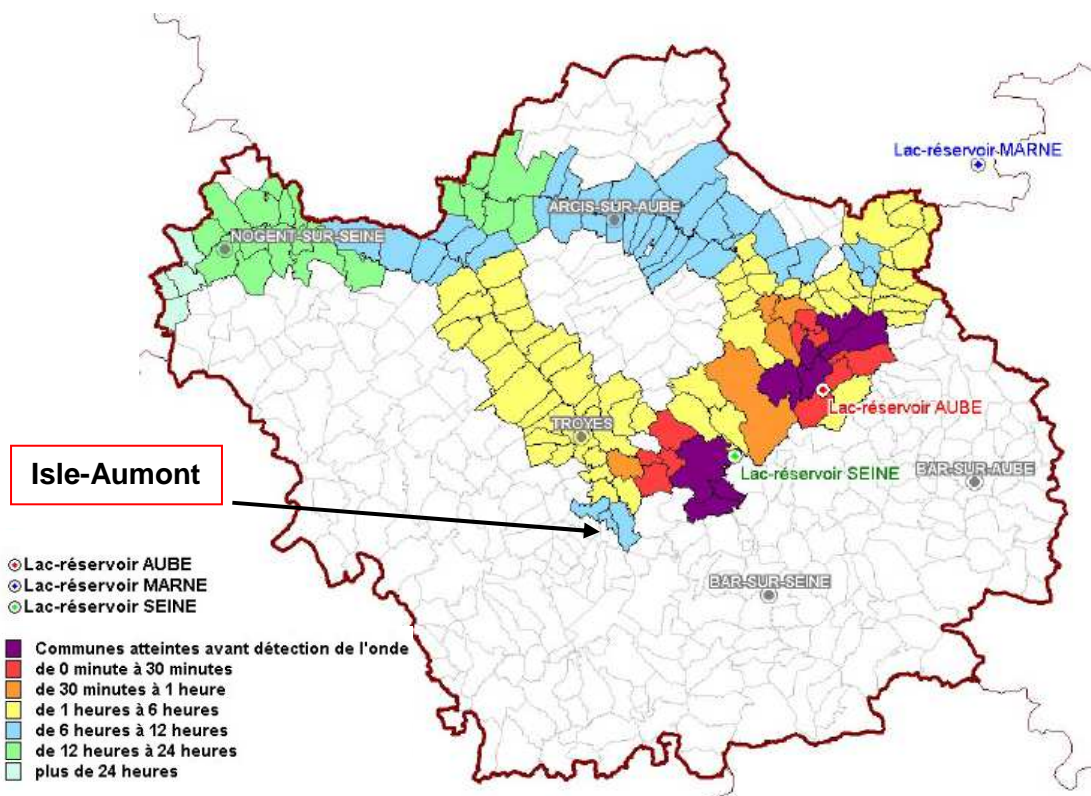 Lac-réservoir MARNE
ARCIS-SUR-AUBE
NOGENT-SUR-SEINE
Lac-réservoir AUBE
TROYES
Isle-Aumont
Lac-réservoir SEINE
BAR-SUR-AUBE
BAR-SUR-SEINE
Lac-réservoir AUBE
Lac-réservoir MARNE
Lac-réservoir SEINE
Communes atteintes avant détection de l'onde
de 0 minute à 30 minutes
de 30 minutes à 1 heure
de 1 heures à 6 heures
de 6 heures à 12 heures
de 12 heures à 24 heures
plus de 24 heures